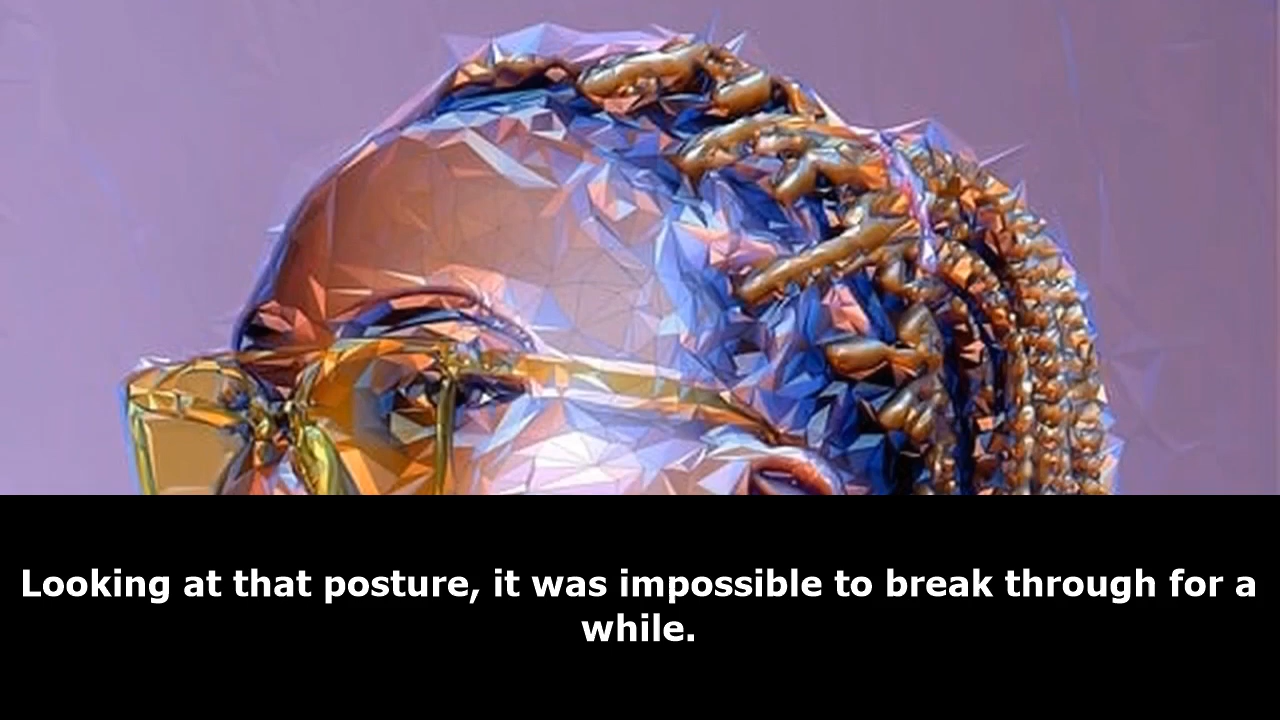 Looking at that posture, it was impossible to break through for a
while.